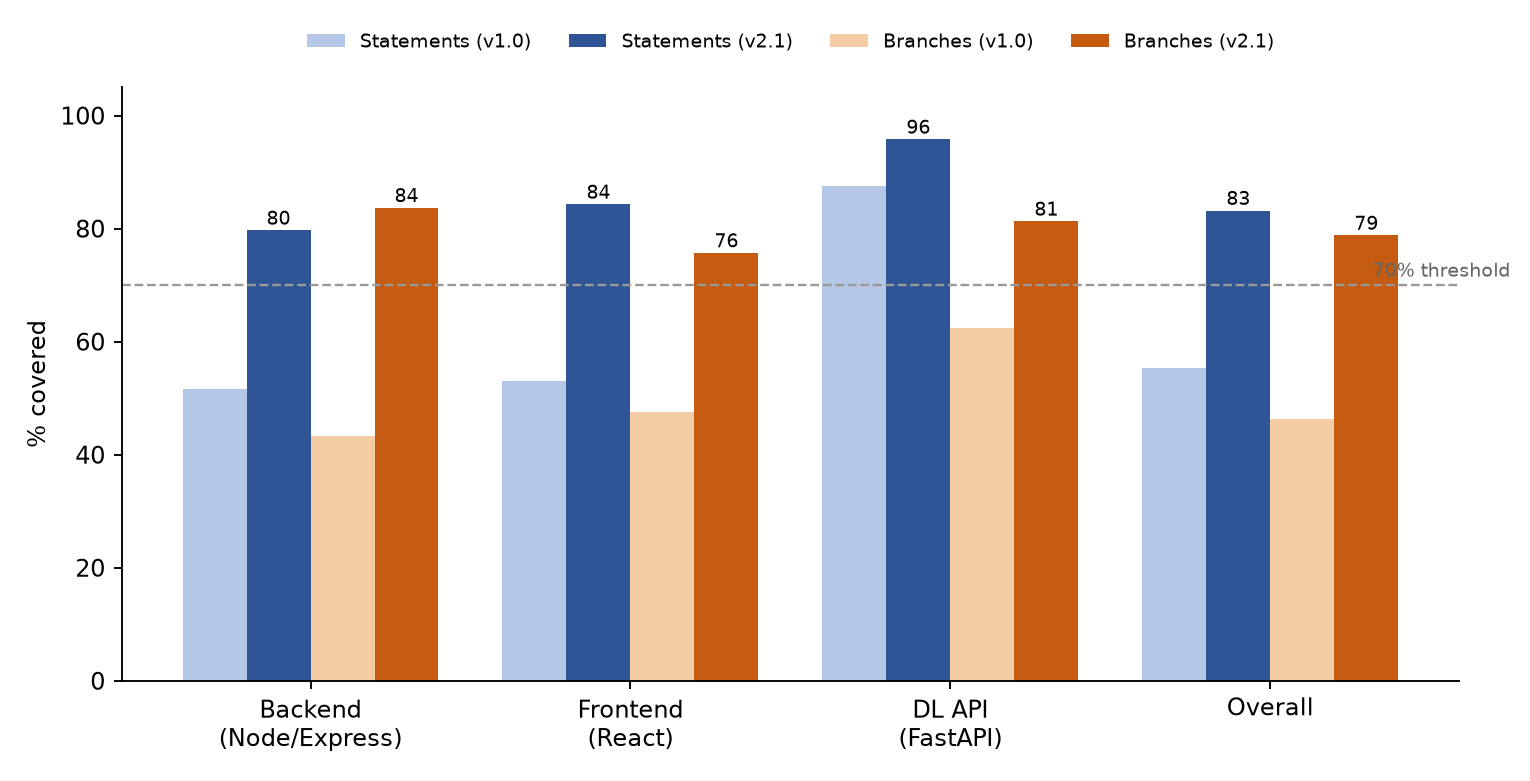 Statements (v1.0) Statements (v2.1) Branches (v1.0) Branches (v2.1)
% covered
100
80
60
40
20
0
80
84
84
76
96
81
83
79
70% threshold
Backend
(Node/Express)
Frontend
(React)
DL API
(FastAPI)
Overall